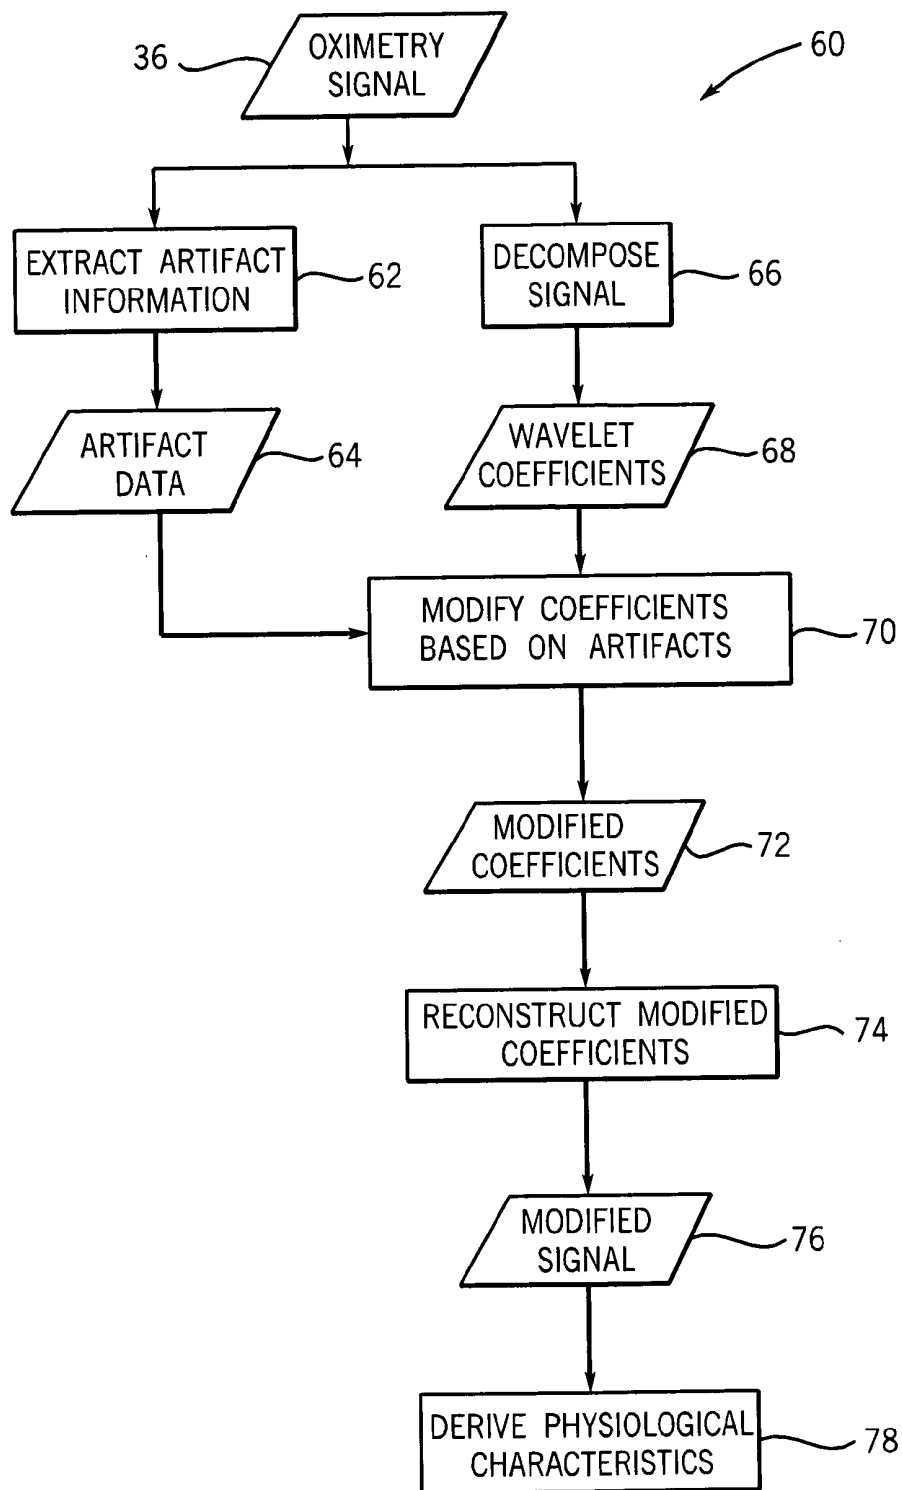 36
OXIMETRY
SIGNAL
60
EXTRACT ARTIFACT
INFORMATION
62
DECOMPOSE
SIGNAL
66
ARTIFACT
DATA
64
WAVELET
COEFFICIENTS
68
MODIFY COEFFICIENTS
BASED ON ARTIFACTS
70
MODIFIED
COEFFICIENTS
72
RECONSTRUCT MODIFIED
COEFFICIENTS
74
MODIFIED
SIGNAL
76
DERIVE PHYSIOLOGICAL
CHARACTERISTICS
78